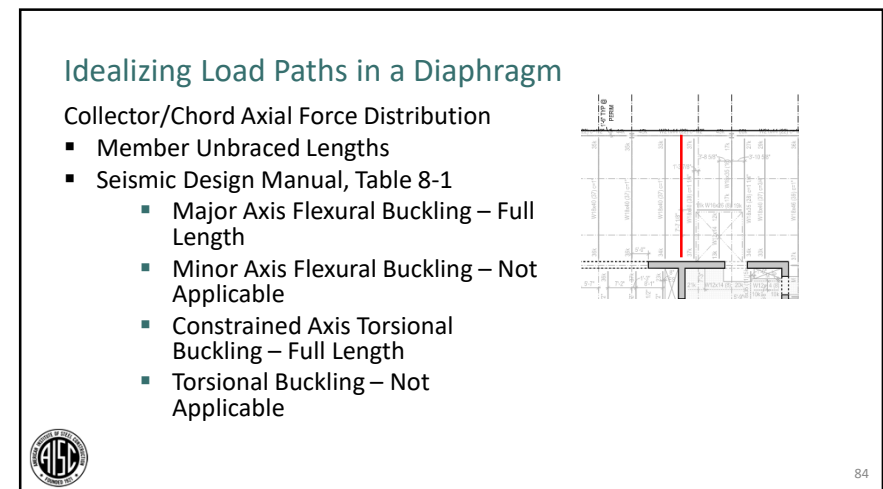 Idealizing Load Paths in a Diaphragm
Collector/Chord Axial Force Distribution
▪ Member Unbraced Lengths
▪ Seismic Design Manual, Table 8-1
▪ Major Axis Flexural Buckling – Full
Length
▪ Minor Axis Flexural Buckling – Not
Applicable
▪ Constrained Axis Torsional
Buckling – Full Length
▪ Torsional Buckling – Not
Applicable
AISC
84